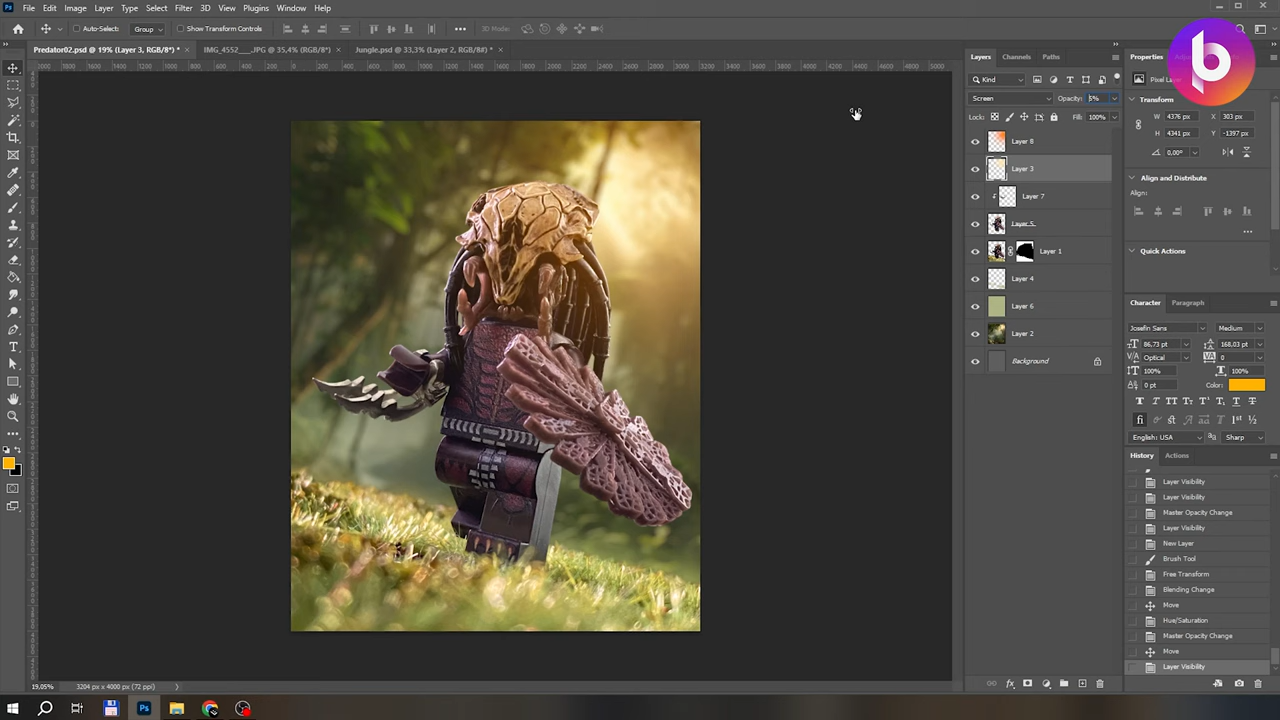 File Edit Image Layer Type Select Filter 3D View Plugins Window Help
Auto-Select: Group Show Transform Controls 3D Mode:
Predator02.psd @ 19% (Layer 3, RGB/8*) * × IMG_4552___.JPG @ 35,4% (RGB/8*) × Jungle.psd @ 33,3% (Layer 2, RGB/8#) * ×
Layers Channels Paths
Properties
Kind
Pixel Layer
Screen Opacity: 5%
Transform
Lock: Fill: 100%
W 4376 px X 303 px
H 4341 px Y -1397 px
0,00°
Layer 8
Layer 3
Layer 7
Layer 5
Layer 1
Layer 4
Layer 6
Layer 2
Background
Align and Distribute
Align:
Quick Actions
Character Paragraph
Josefin Sans Medium
86,73 pt 168,03 pt
Optical 0
100% 100%
0 pt Color:
English: USA Sharp
History Actions
Layer Visibility
Layer Visibility
Master Opacity Change
Layer Visibility
New Layer
Brush Tool
Free Transform
Blending Change
Move
Hue/Saturation
Master Opacity Change
Move
Layer Visibility
19,05% 3204 px x 4000 px (72 ppi)